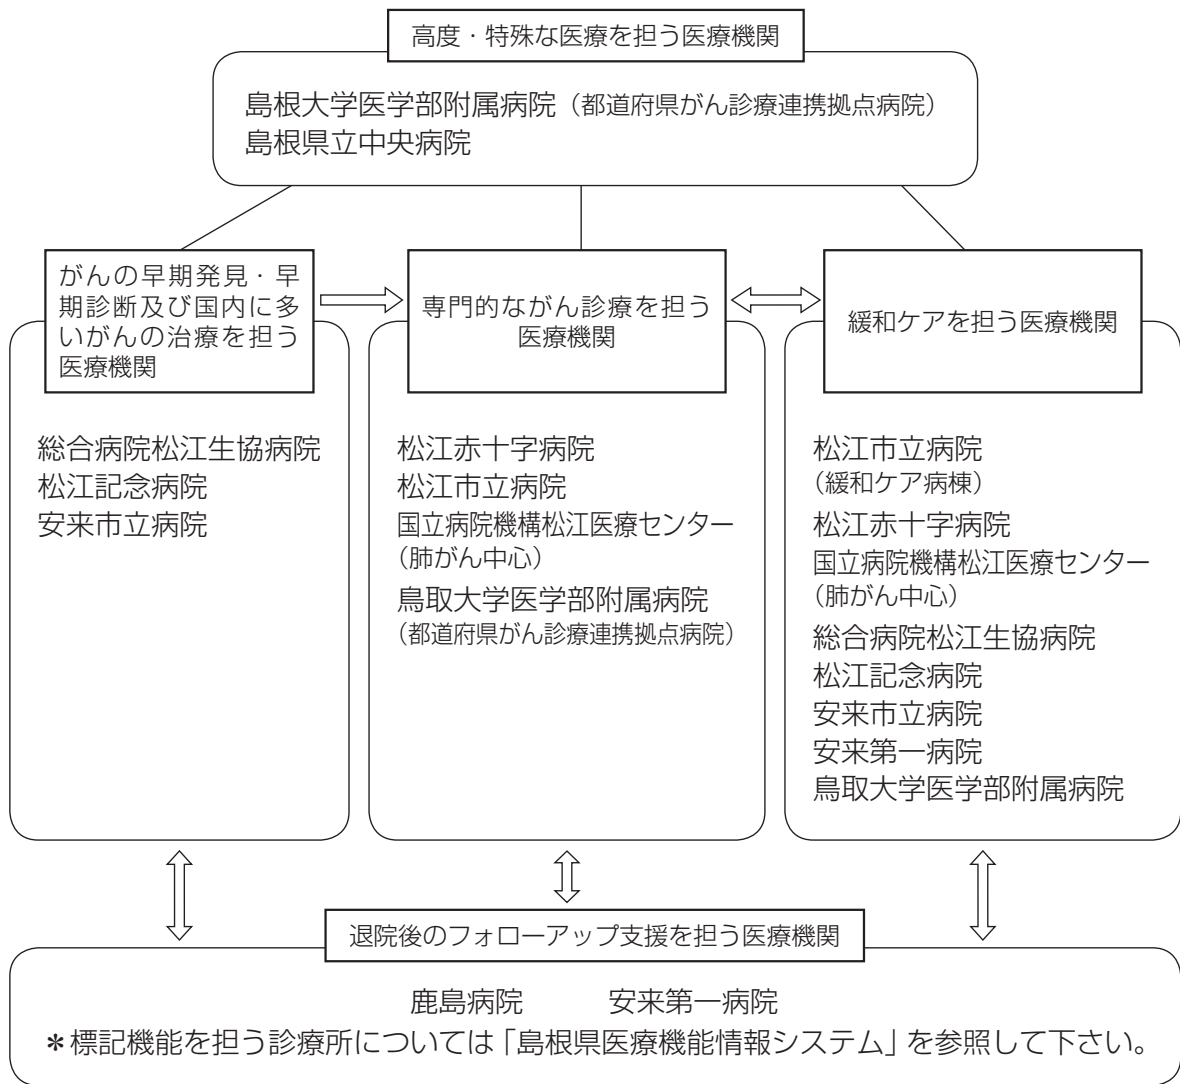 高度・特殊な医療を担う医療機関
島根大学医学部附属病院（都道府県がん診療連携拠点病院）
島根県立中央病院
がんの早期発見・早
期診断及び国内に多
いがんの治療を担う
医療機関
総合病院松江生協病院
松江記念病院
安来市立病院
専門的ながん診療を担う
医療機関
松江赤十字病院
松江市立病院
国立病院機構松江医療センター
（肺がん中心）
鳥取大学医学部附属病院
（都道府県がん診療連携拠点病院）
緩和ケアを担う医療機関
松江市立病院
（緩和ケア病棟）
松江赤十字病院
国立病院機構松江医療センター
（肺がん中心）
総合病院松江生協病院
松江記念病院
安来市立病院
安来第一病院
鳥取大学医学部附属病院
退院後のフォローアップ支援を担う医療機関
鹿島病院　　安来第一病院
＊標記機能を担う診療所については「島根県医療機能情報システム」を参照して下さい。